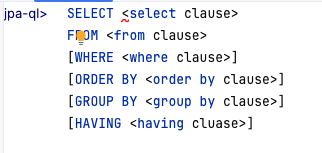 jpa-ql> SELECT <select clause>
FROM <from clause>
[WHERE <where clause>]
[ORDER BY <order by clause>]
[GROUP BY <group by clause>]
[HAVING <having cluase>]